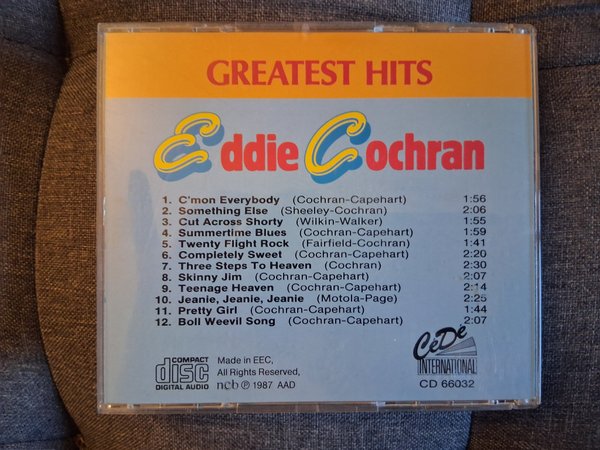 GREATEST HITS
Eddie Cochran
1. C'mon Everybody (Cochran-Capehart) 1:56
2. Something Else (Sheeley-Cochran) 2:06
3. Cut Across Shorty (Wilkin-Walker) 1:55
4. Summertime Blues (Cochran-Capehart) 1:59
5. Twenty Flight Rock (Fairfield-Cochran) 1:41
6. Completely Sweet (Cochran-Capehart) 2:20
7. Three Steps To Heaven (Cochran) 2:30
8. Skinny Jim (Cochran-Capehart) 2:07
9. Teenage Heaven (Cochran-Capehart) 2:14
10. Jeanie, Jeanie, Jeanie (Motola-Page) 2:25
11. Pretty Girl (Cochran-Capehart) 1:44
12. Boll Weevil Song (Cochran-Capehart) 2:07
COMPACT
disc
DIGITAL AUDIO
Made in EEC,
All Rights Reserved,
ncb ℗ 1987 AAD
CéDé
INTERNATIONAL
CD 66032